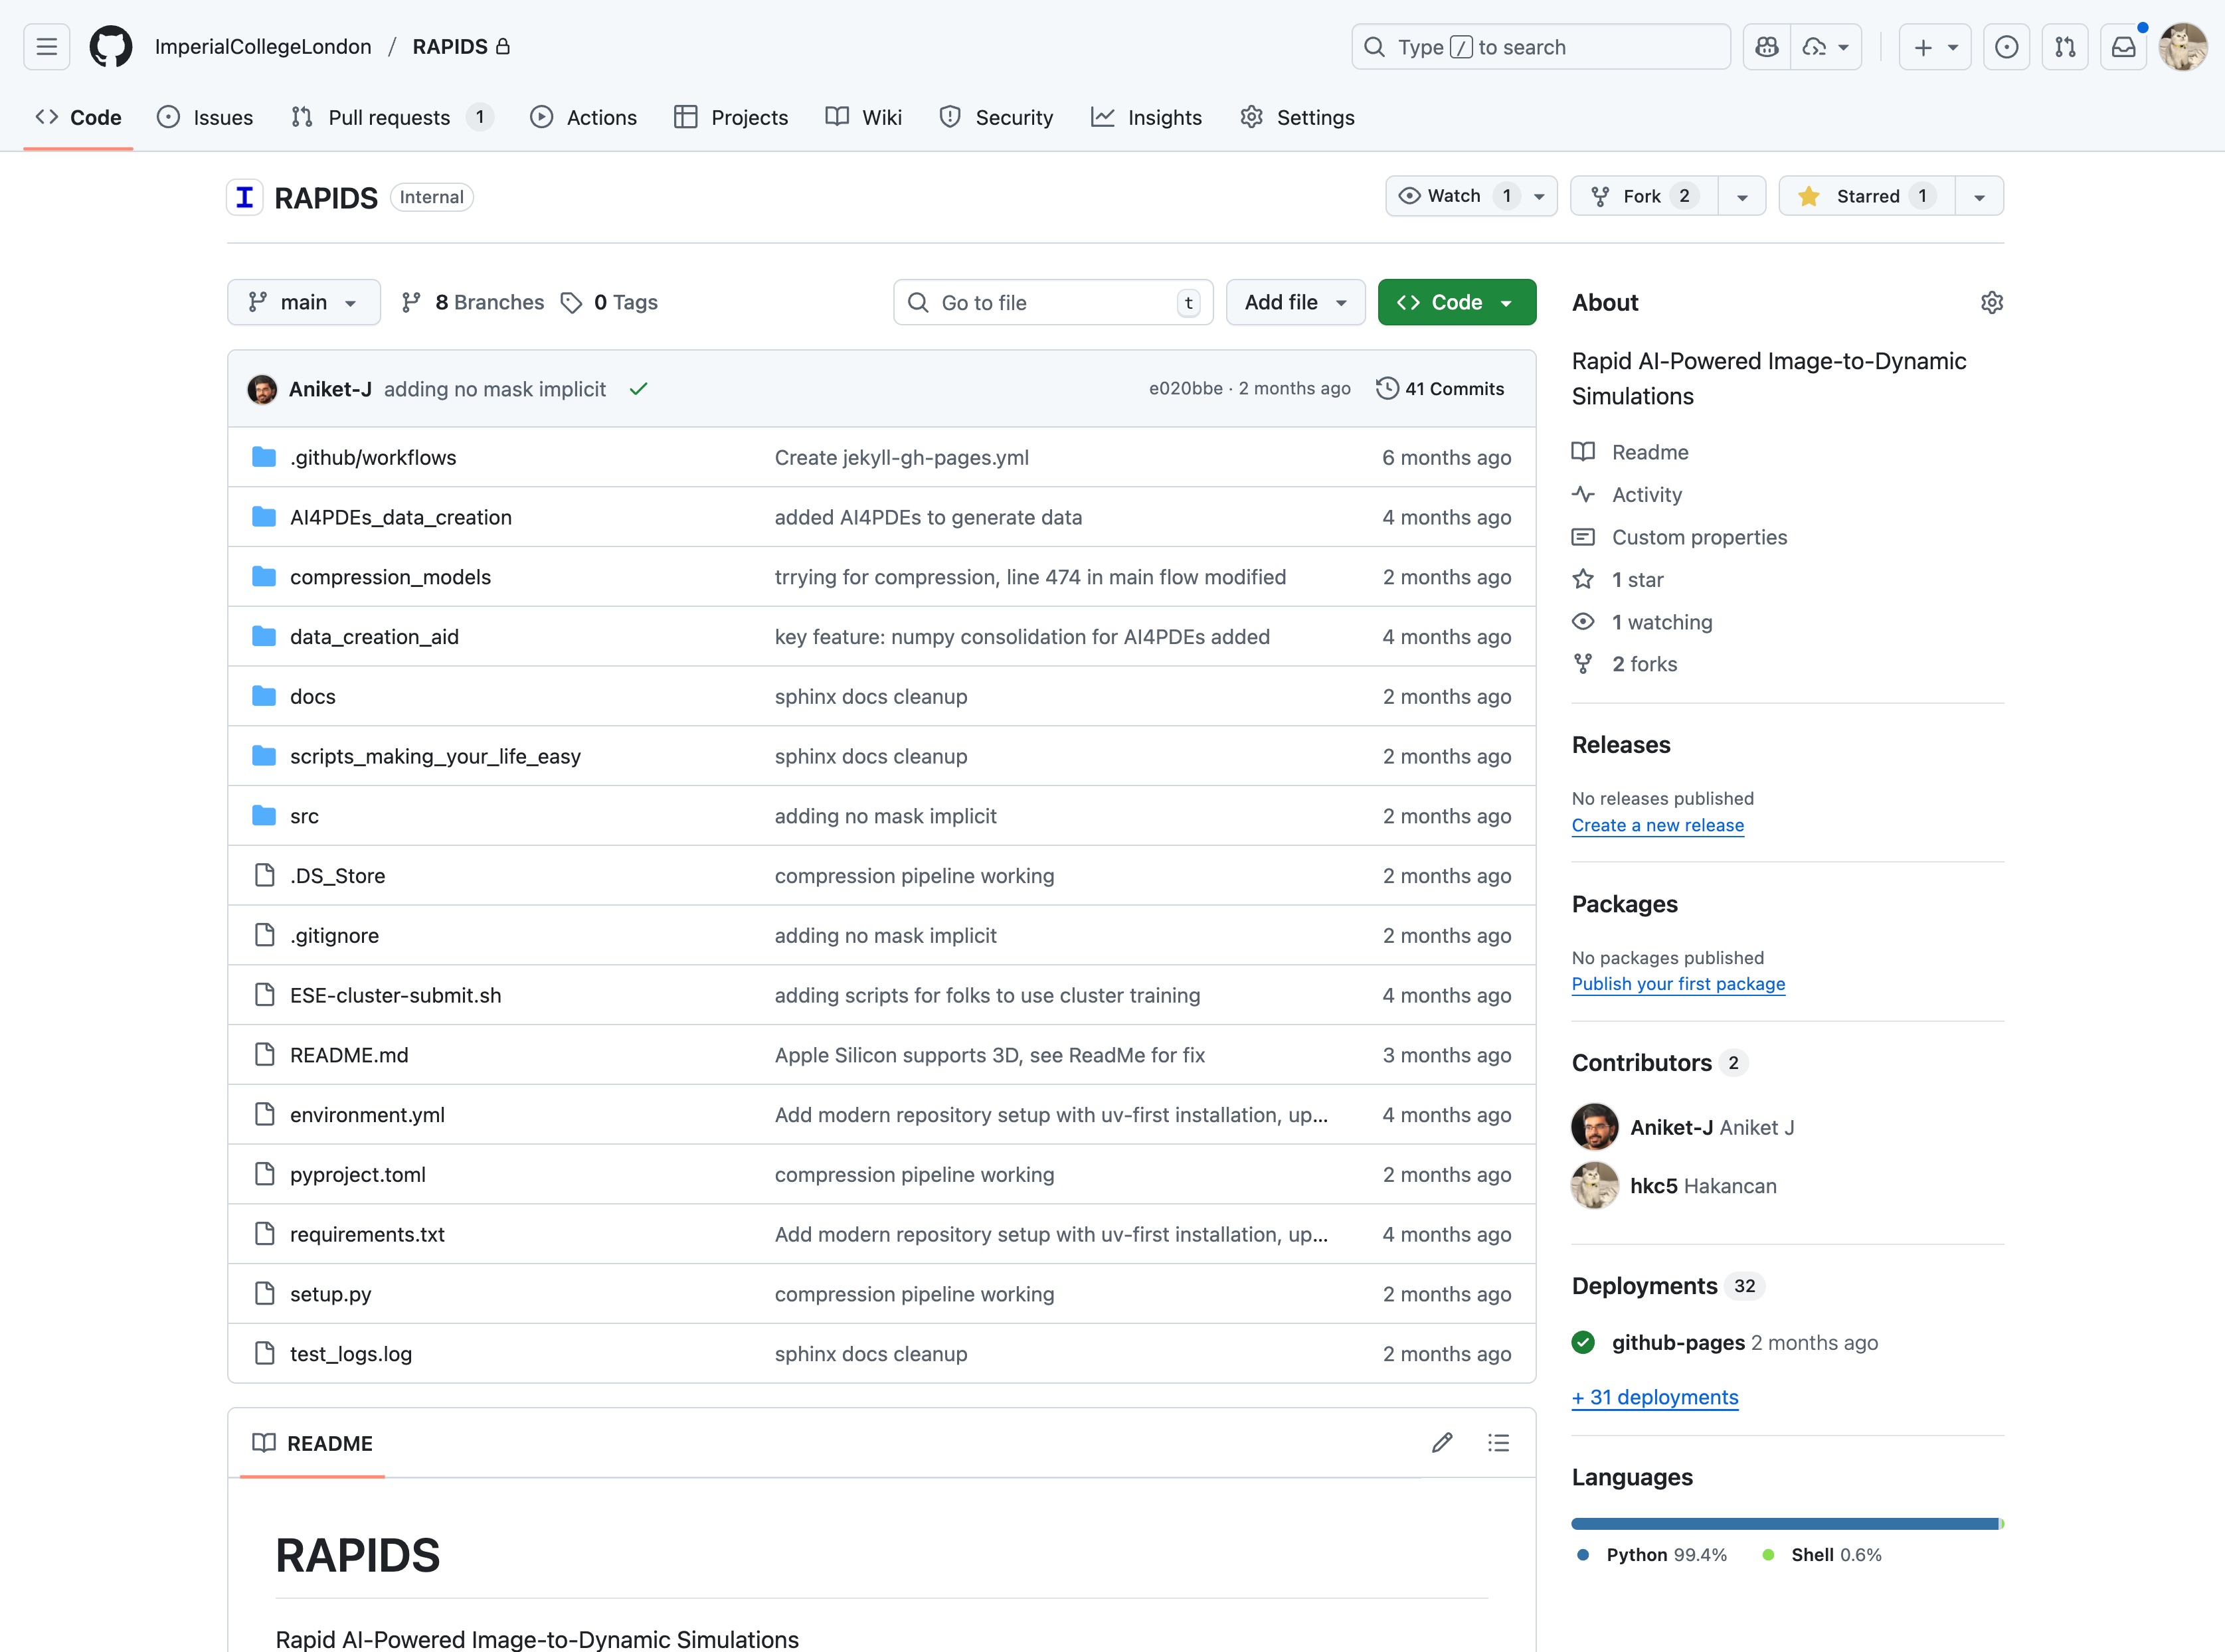 ImperialCollegeLondon / RAPIDS
Type / to search
Code Issues Pull requests 1 Actions Projects Wiki Security Insights Settings
I RAPIDS Internal
Watch 1 Fork 2 Starred 1
main 8 Branches 0 Tags Go to file t Add file Code
Aniket-J adding no mask implicit e020bbe · 2 months ago 41 Commits
.github/workflows Create jekyll-gh-pages.yml 6 months ago
AI4PDEs_data_creation added AI4PDEs to generate data 4 months ago
compression_models trrying for compression, line 474 in main flow modified 2 months ago
data_creation_aid key feature: numpy consolidation for AI4PDEs added 4 months ago
docs sphinx docs cleanup 2 months ago
scripts_making_your_life_easy sphinx docs cleanup 2 months ago
src adding no mask implicit 2 months ago
.DS_Store compression pipeline working 2 months ago
.gitignore adding no mask implicit 2 months ago
ESE-cluster-submit.sh adding scripts for folks to use cluster training 4 months ago
README.md Apple Silicon supports 3D, see ReadMe for fix 3 months ago
environment.yml Add modern repository setup with uv-first installation, up... 4 months ago
pyproject.toml compression pipeline working 2 months ago
requirements.txt Add modern repository setup with uv-first installation, up... 4 months ago
setup.py compression pipeline working 2 months ago
test_logs.log sphinx docs cleanup 2 months ago
README
RAPIDS
Rapid AI-Powered Image-to-Dynamic Simulations
About
Rapid AI-Powered Image-to-Dynamic
Simulations
Readme
Activity
Custom properties
1 star
1 watching
2 forks
Releases
No releases published
Create a new release
Packages
No packages published
Publish your first package
Contributors 2
Aniket-J Aniket J
hkc5 Hakancan
Deployments 32
github-pages 2 months ago
+ 31 deployments
Languages
Python 99.4% Shell 0.6%